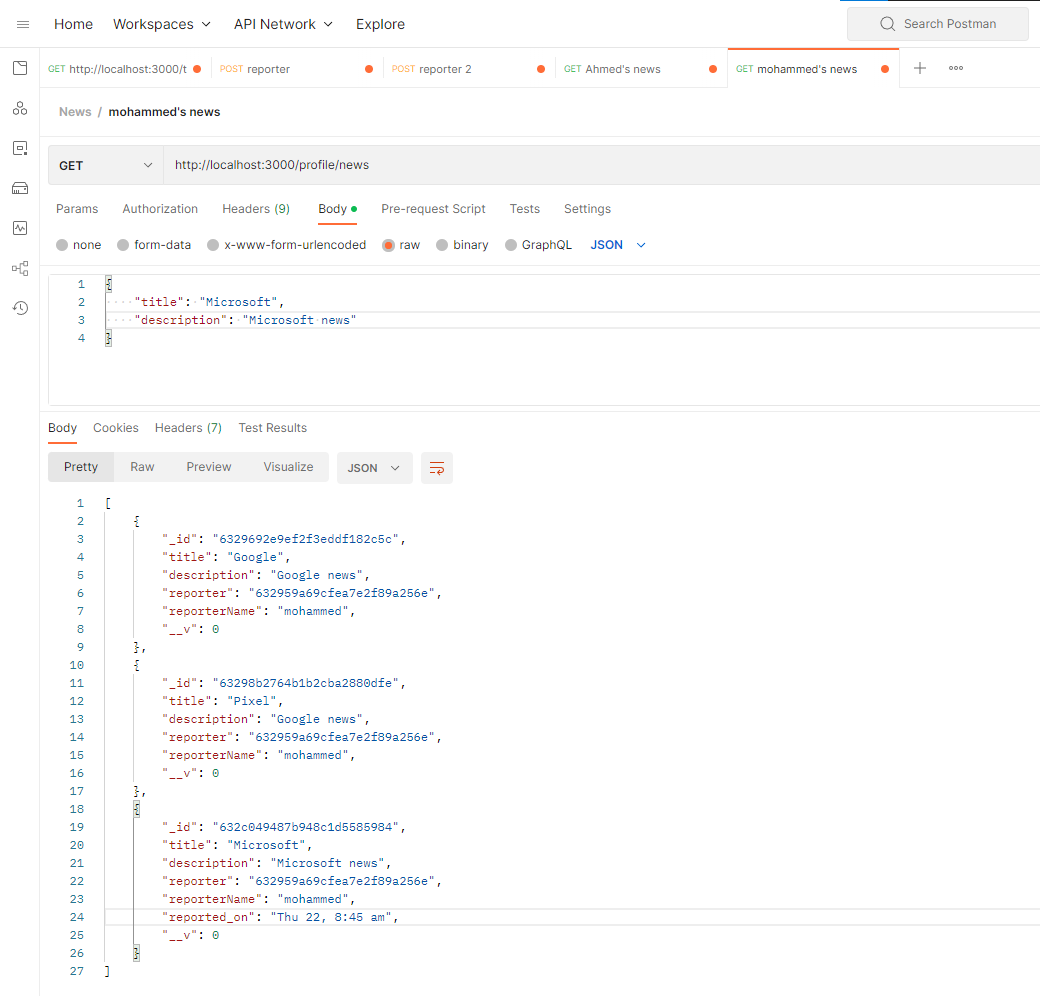 Home Workspaces API Network Explore Search Postman
GET http://localhost:3000/t POST reporter POST reporter 2 GET Ahmed's news GET mohammed's news
News / mohammed's news
GET http://localhost:3000/profile/news
Params Authorization Headers (9) Body Pre-request Script Tests Settings
none form-data x-www-form-urlencoded raw binary GraphQL JSON
1 {
2 "title": "Microsoft",
3 "description": "Microsoft news"
4 }
Body Cookies Headers (7) Test Results
Pretty Raw Preview Visualize JSON
1 [
2 {
3 "_id": "6329692e9ef2f3eddf182c5c",
4 "title": "Google",
5 "description": "Google news",
6 "reporter": "632959a69cfea7e2f89a256e",
7 "reporterName": "mohammed",
8 "__v": 0
9 },
10 {
11 "_id": "63298b2764b1b2cba2880dfe",
12 "title": "Pixel",
13 "description": "Google news",
14 "reporter": "632959a69cfea7e2f89a256e",
15 "reporterName": "mohammed",
16 "__v": 0
17 },
18 {
19 "_id": "632c049487b948c1d5585984",
20 "title": "Microsoft",
21 "description": "Microsoft news",
22 "reporter": "632959a69cfea7e2f89a256e",
23 "reporterName": "mohammed",
24 "reported_on": "Thu 22, 8:45 am",
25 "__v": 0
26 }
27 ]